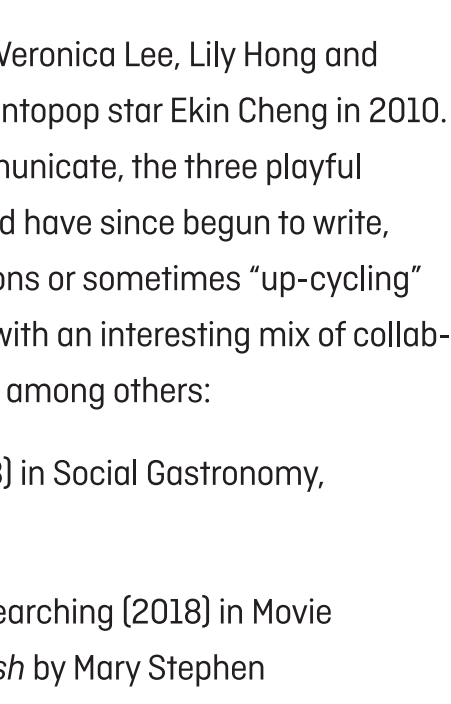 Veronica Lee, Lily Hong and
ntopop star Ekin Cheng in 2010.
municate, the three playful
d have since begun to write,
ons or sometimes “up-cycling”
with an interesting mix of collab-
among others:
) in Social Gastronomy,
earching (2018) in Movie
sh by Mary Stephen